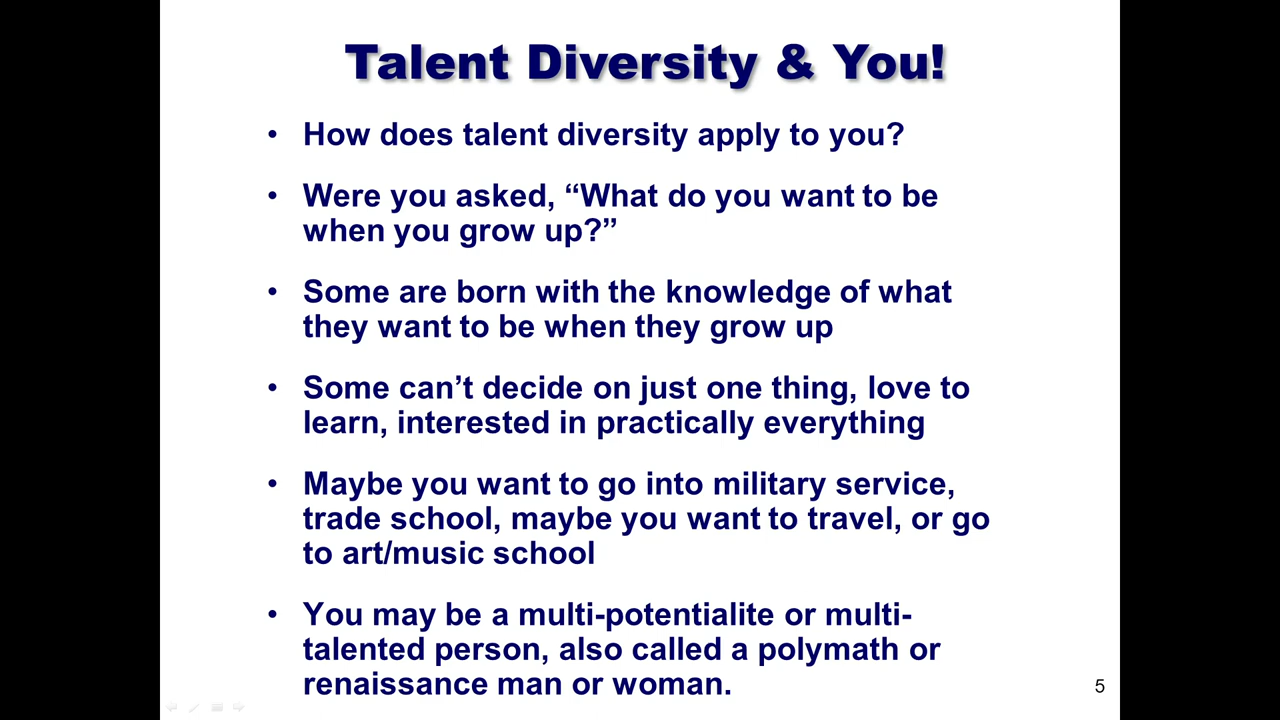 Talent Diversity & You!
• How does talent diversity apply to you?
• Were you asked, “What do you want to be
when you grow up?”
• Some are born with the knowledge of what
they want to be when they grow up
• Some can’t decide on just one thing, love to
learn, interested in practically everything
• Maybe you want to go into military service,
trade school, maybe you want to travel, or go
to art/music school
• You may be a multi-potentialite or multi-
talented person, also called a polymath or
renaissance man or woman.
5